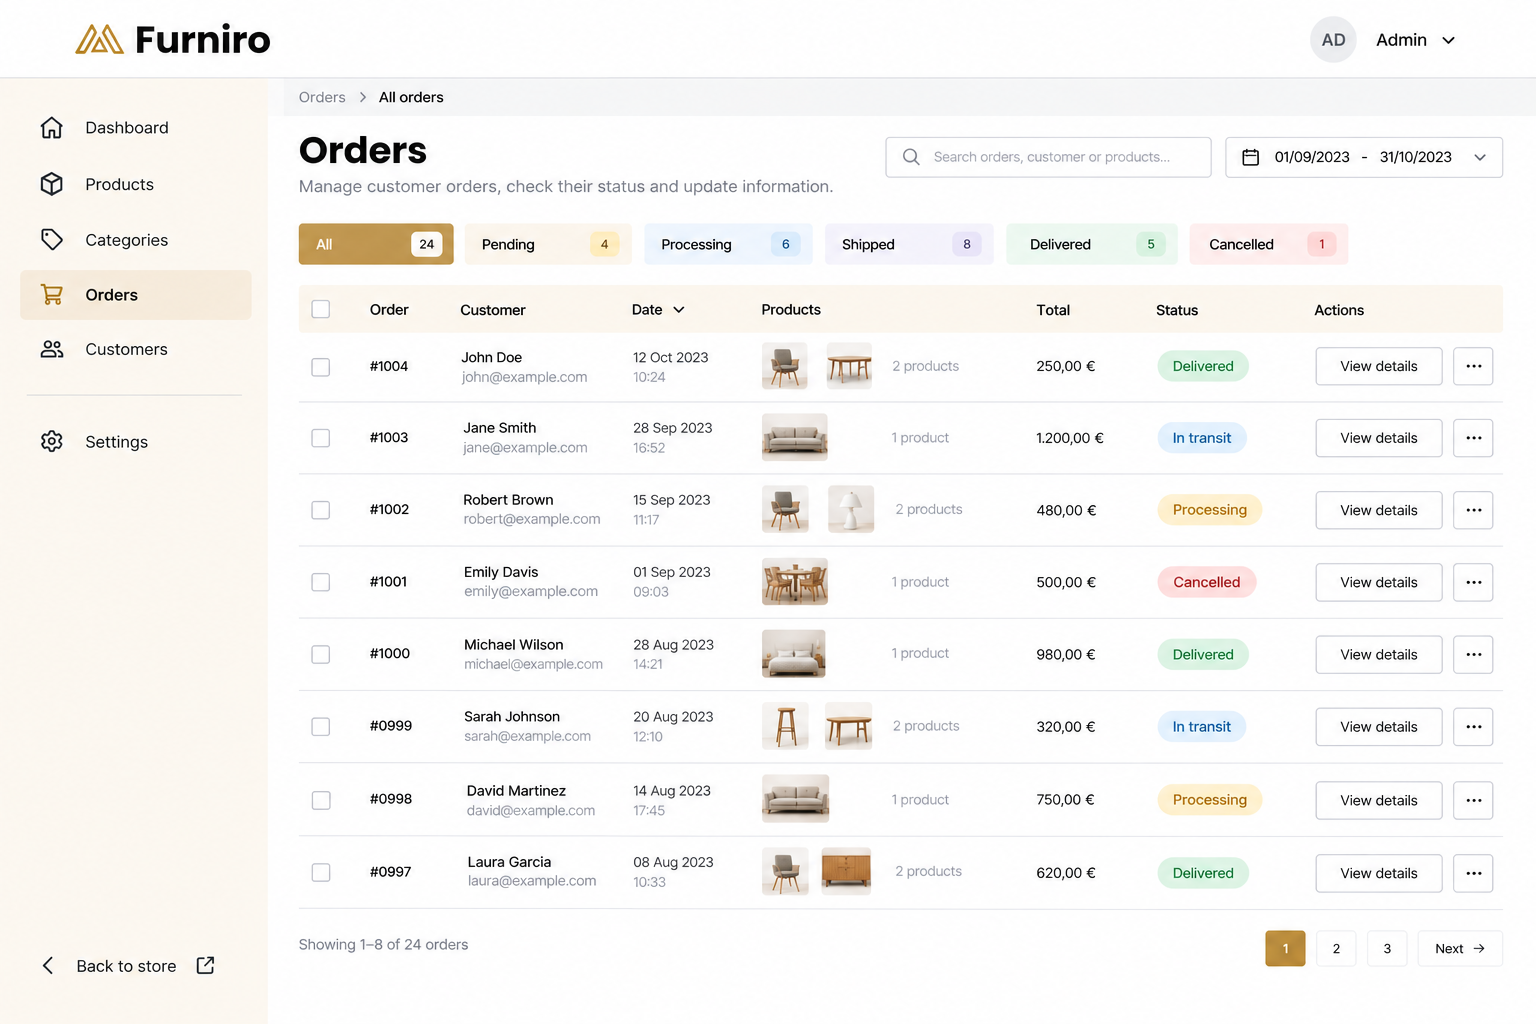 Furniro
AD Admin
Dashboard
Products
Categories
Orders
Customers
Settings
Back to store
Orders > All orders
Orders
Manage customer orders, check their status and update information.
Search orders, customer or products...
01/09/2023 - 31/10/2023
All 24
Pending 4
Processing 6
Shipped 8
Delivered 5
Cancelled 1
Order Customer Date Products Total Status Actions
#1004 John Doe 12 Oct 2023 2 products 250,00 € Delivered View details ...
john@example.com 10:24
#1003 Jane Smith 28 Sep 2023 1 product 1.200,00 € In transit View details ...
jane@example.com 16:52
#1002 Robert Brown 15 Sep 2023 2 products 480,00 € Processing View details ...
robert@example.com 11:17
#1001 Emily Davis 01 Sep 2023 1 product 500,00 € Cancelled View details ...
emily@example.com 09:03
#1000 Michael Wilson 28 Aug 2023 1 product 980,00 € Delivered View details ...
michael@example.com 14:21
#0999 Sarah Johnson 20 Aug 2023 2 products 320,00 € In transit View details ...
sarah@example.com 12:10
#0998 David Martinez 14 Aug 2023 1 product 750,00 € Processing View details ...
david@example.com 17:45
#0997 Laura Garcia 08 Aug 2023 2 products 620,00 € Delivered View details ...
laura@example.com 10:33
Showing 1–8 of 24 orders
1 2 3 Next →